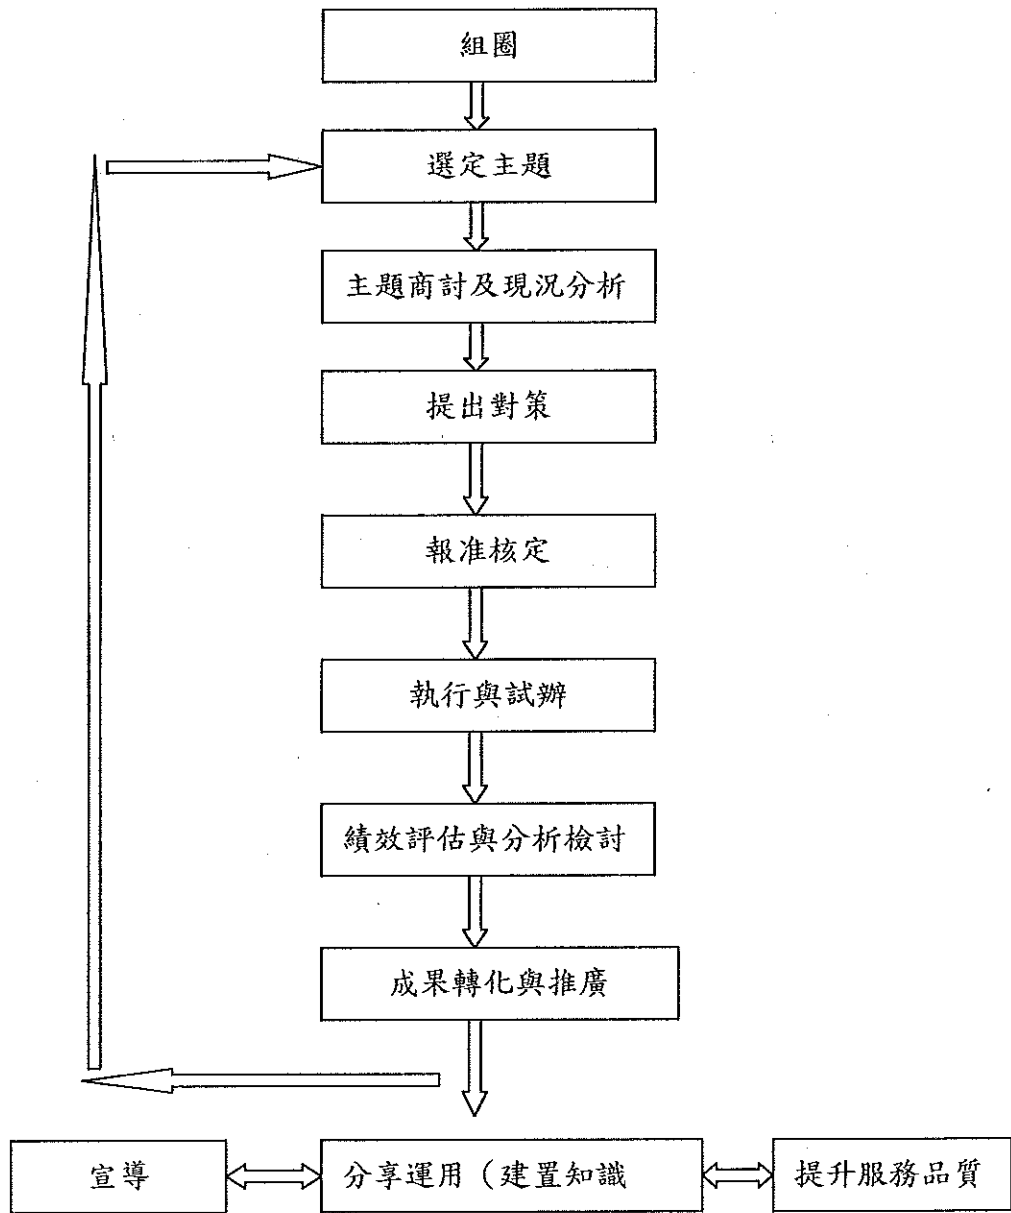 組圈
選定主題
主題商討及現況分析
提出對策
報准核定
執行與試辦
績效評估與分析檢討
成果轉化與推廣
宣導
分享運用（建置知識
提升服務品質